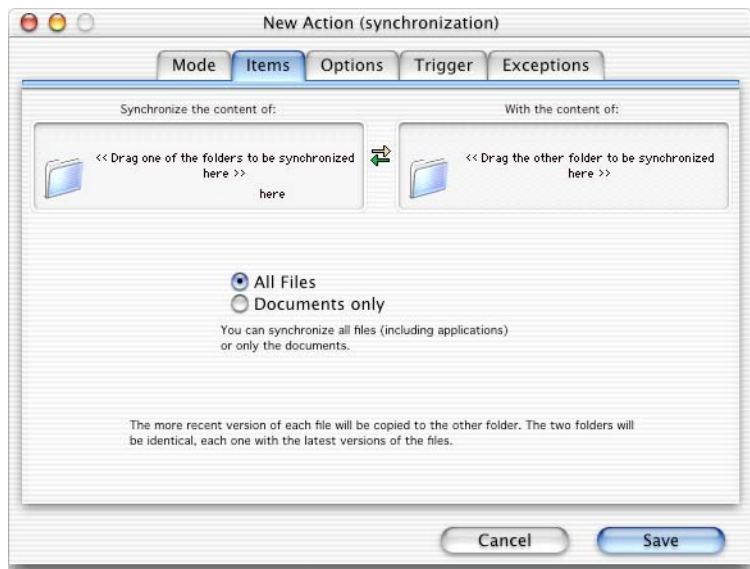 New Action (synchronization)
Mode Items Options Trigger Exceptions
Synchronize the content of:
With the content of:
<< Drag one of the folders to be synchronized
here >>
here
<< Drag the other folder to be synchronized
here >>
All Files
Documents only
You can synchronize all files (including applications)
or only the documents.
The more recent version of each file will be copied to the other folder. The two folders will
be identical, each one with the latest versions of the files.
Cancel Save